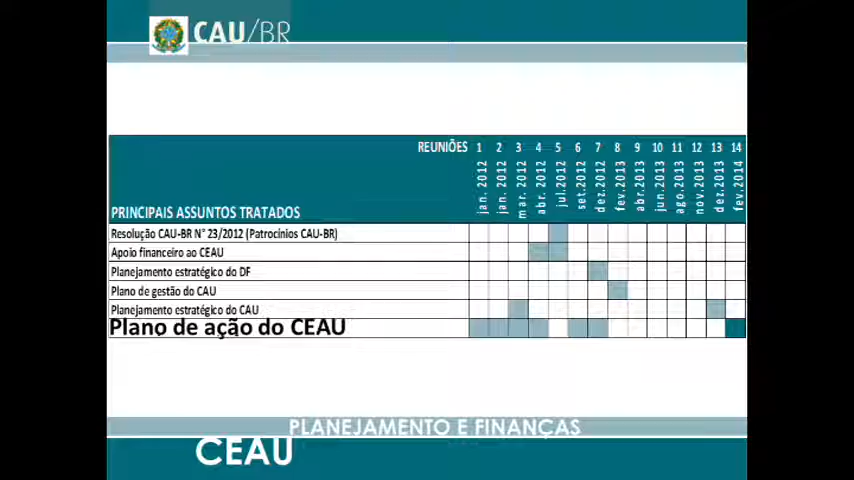 CAU/BR
REUNIÕES 1 2 3 4 5 6 7 8 9 10 11 12 13 14
jan. 2012 jan. 2012 mar. 2012 abr. 2012 jul.2012 set.2012 dez.2012 fev.2013 abr.2013 jun.2013 ago.2013 nov.2013 dez.2013 fev.2014
PRINCIPAIS ASSUNTOS TRATADOS
Resolução CAU-BR N° 23/2012 (Patrocínios CAU-BR)
Apoio financeiro ao CEAU
Planejamento estratégico do DF
Plano de gestão do CAU
Planejamento estratégico do CAU
Plano de ação do CEAU
PLANEJAMENTO E FINANÇAS
CEAU